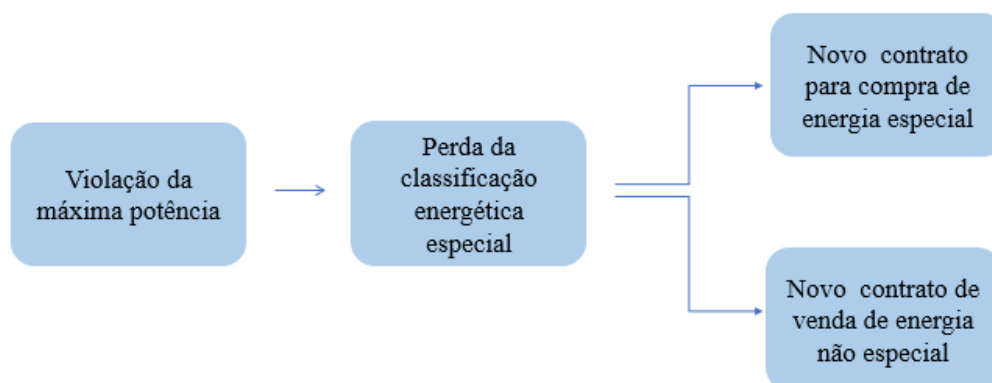 Violação da
máxima potência
Perda da
classificação
energética
especial
Novo contrato
para compra de
energia especial
Novo contrato de
venda de energia
não especial